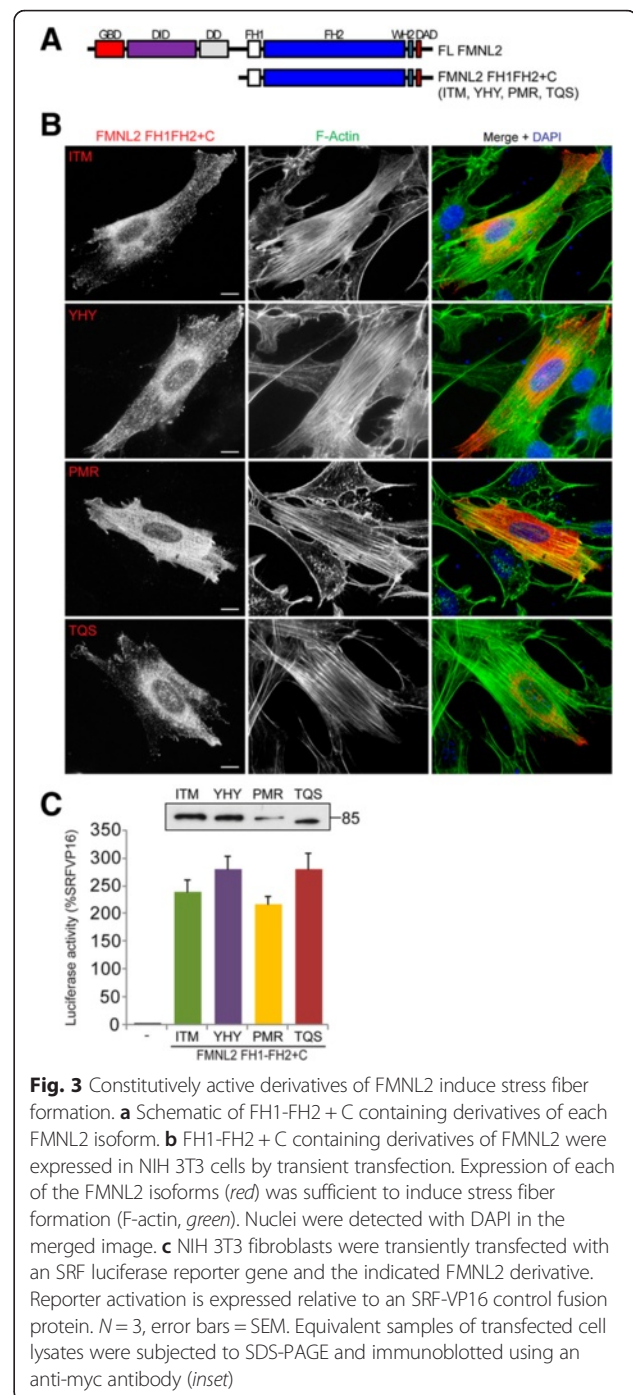 A
GBD DID DD FH1 FH2 WH2 DAD
FL FMNL2
FMNL2 FH1FH2+C
(ITM, YHY, PMR, TQS)
B
FMNL2 FH1FH2+C F-Actin Merge + DAPI
ITM
YHY
PMR
TQS
C
ITM YHY PMR TQS
85
350
300
250
200
150
100
50
0
Luciferase activity (%SRFVP16)
- ITM YHY PMR TQS
FMNL2 FH1-FH2+C
Fig. 3 Constitutively active derivatives of FMNL2 induce stress fiber
formation. a Schematic of FH1-FH2 + C containing derivatives of each
FMNL2 isoform. b FH1-FH2 + C containing derivatives of FMNL2 were
expressed in NIH 3T3 cells by transient transfection. Expression of each
of the FMNL2 isoforms (red) was sufficient to induce stress fiber
formation (F-actin, green). Nuclei were detected with DAPI in the
merged image. c NIH 3T3 fibroblasts were transiently transfected with
an SRF luciferase reporter gene and the indicated FMNL2 derivative.
Reporter activation is expressed relative to an SRF-VP16 control fusion
protein. N = 3, error bars = SEM. Equivalent samples of transfected cell
lysates were subjected to SDS-PAGE and immunoblotted using an
anti-myc antibody (inset)